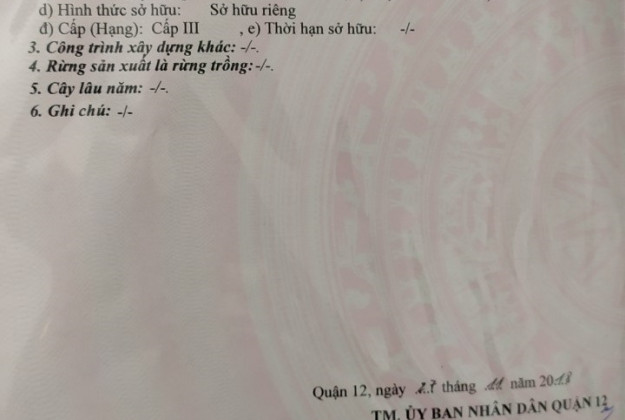 d) Hình thức sở hữu: Sở hữu riêng
đ) Cấp (Hạng): Cấp III , e) Thời hạn sở hữu: -/-
3. Công trình xây dựng khác: -/-.
4. Rừng sản xuất là rừng trồng: -/-.
5. Cây lâu năm: -/-.
6. Ghi chú: -/-
Quận 12, ngày tháng 11 năm 20
TM. ỦY BAN NHÂN DÂN QUẬN 12